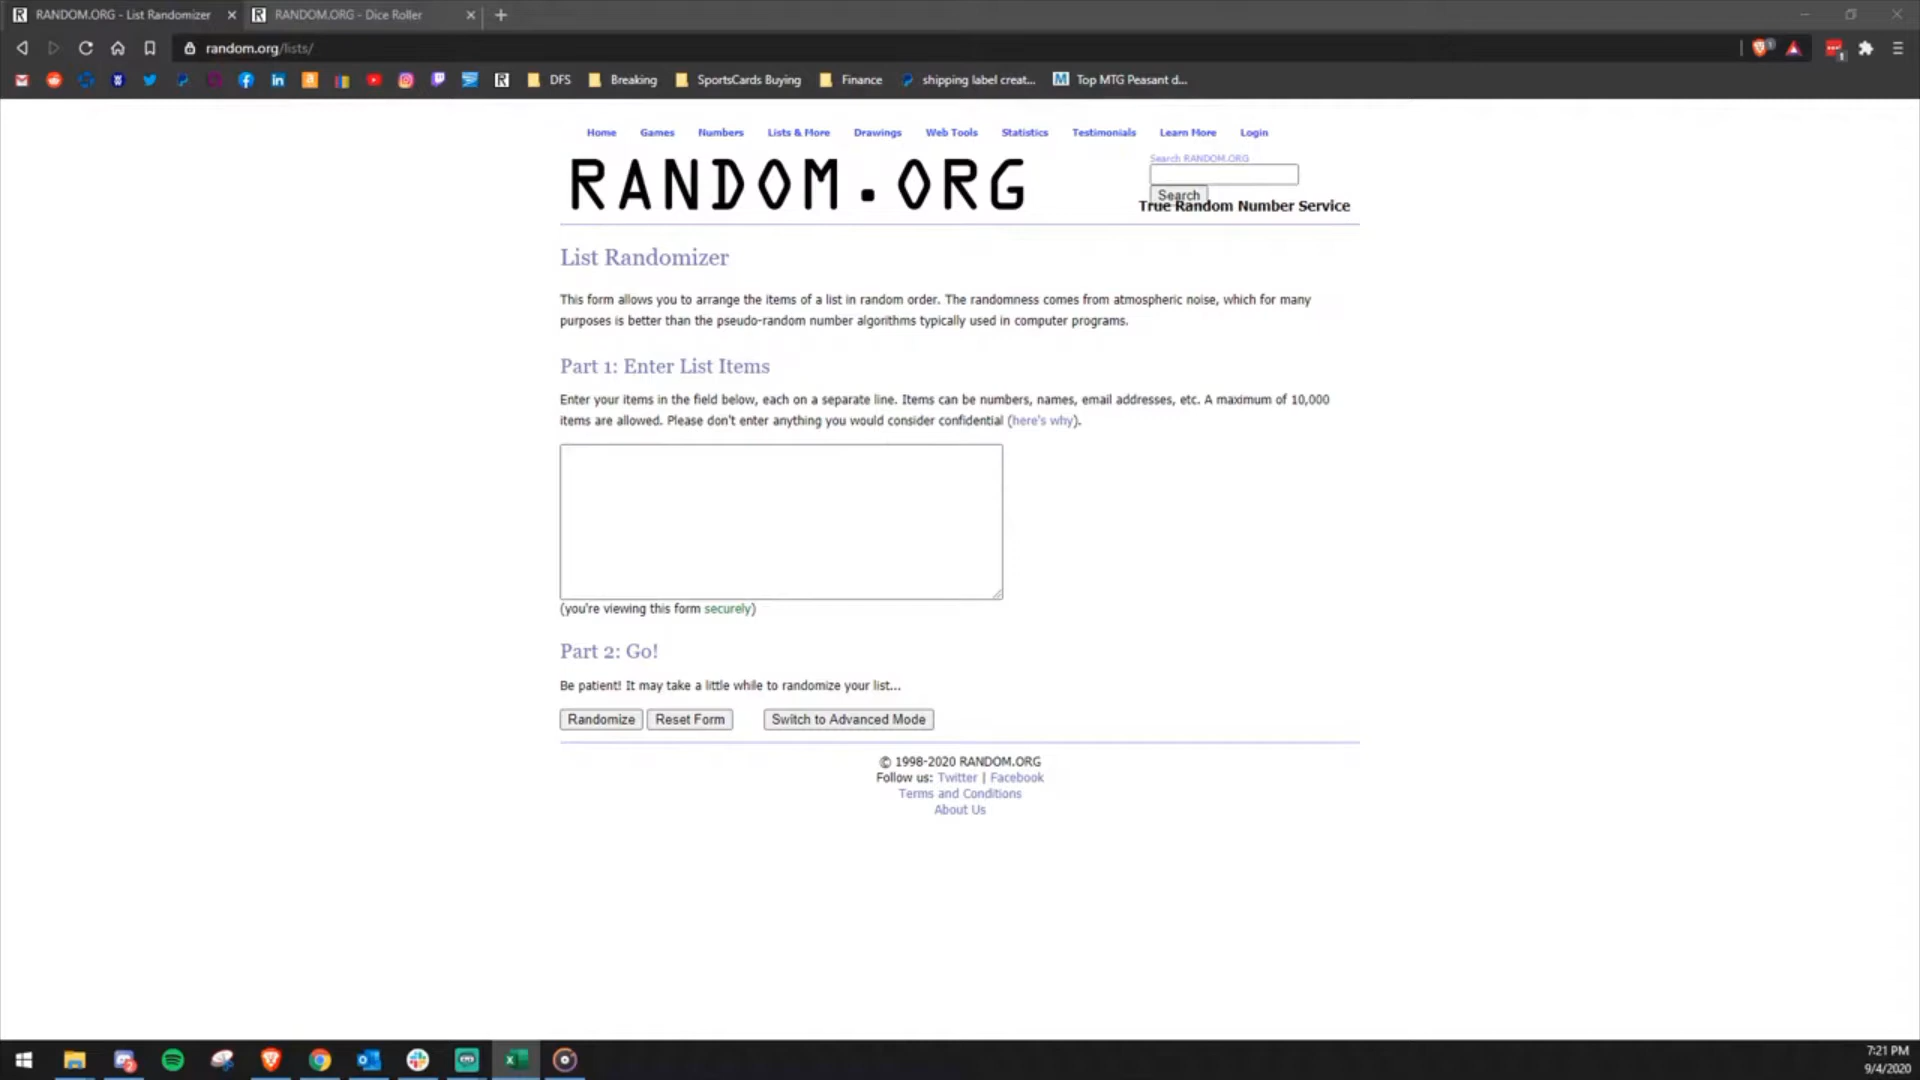 RANDOM.ORG - List Randomizer
RANDOM.ORG - Dice Roller
random.org/lists/
DFS
Breaking
SportsCards Buying
Finance
shipping label creat...
Top MTG Peasant d...
Home Games Numbers Lists & More Drawings Web Tools Statistics Testimonials Learn More Login
RANDOM.ORG
Search RANDOM.ORG
Search
True Random Number Service
List Randomizer
This form allows you to arrange the items of a list in random order. The randomness comes from atmospheric noise, which for many
purposes is better than the pseudo-random number algorithms typically used in computer programs.
Part 1: Enter List Items
Enter your items in the field below, each on a separate line. Items can be numbers, names, email addresses, etc. A maximum of 10,000
items are allowed. Please don't enter anything you would consider confidential (here's why).
(you're viewing this form securely)
Part 2: Go!
Be patient! It may take a little while to randomize your list...
Randomize Reset Form Switch to Advanced Mode
© 1998-2020 RANDOM.ORG
Follow us: Twitter | Facebook
Terms and Conditions
About Us
7:21 PM
9/4/2020